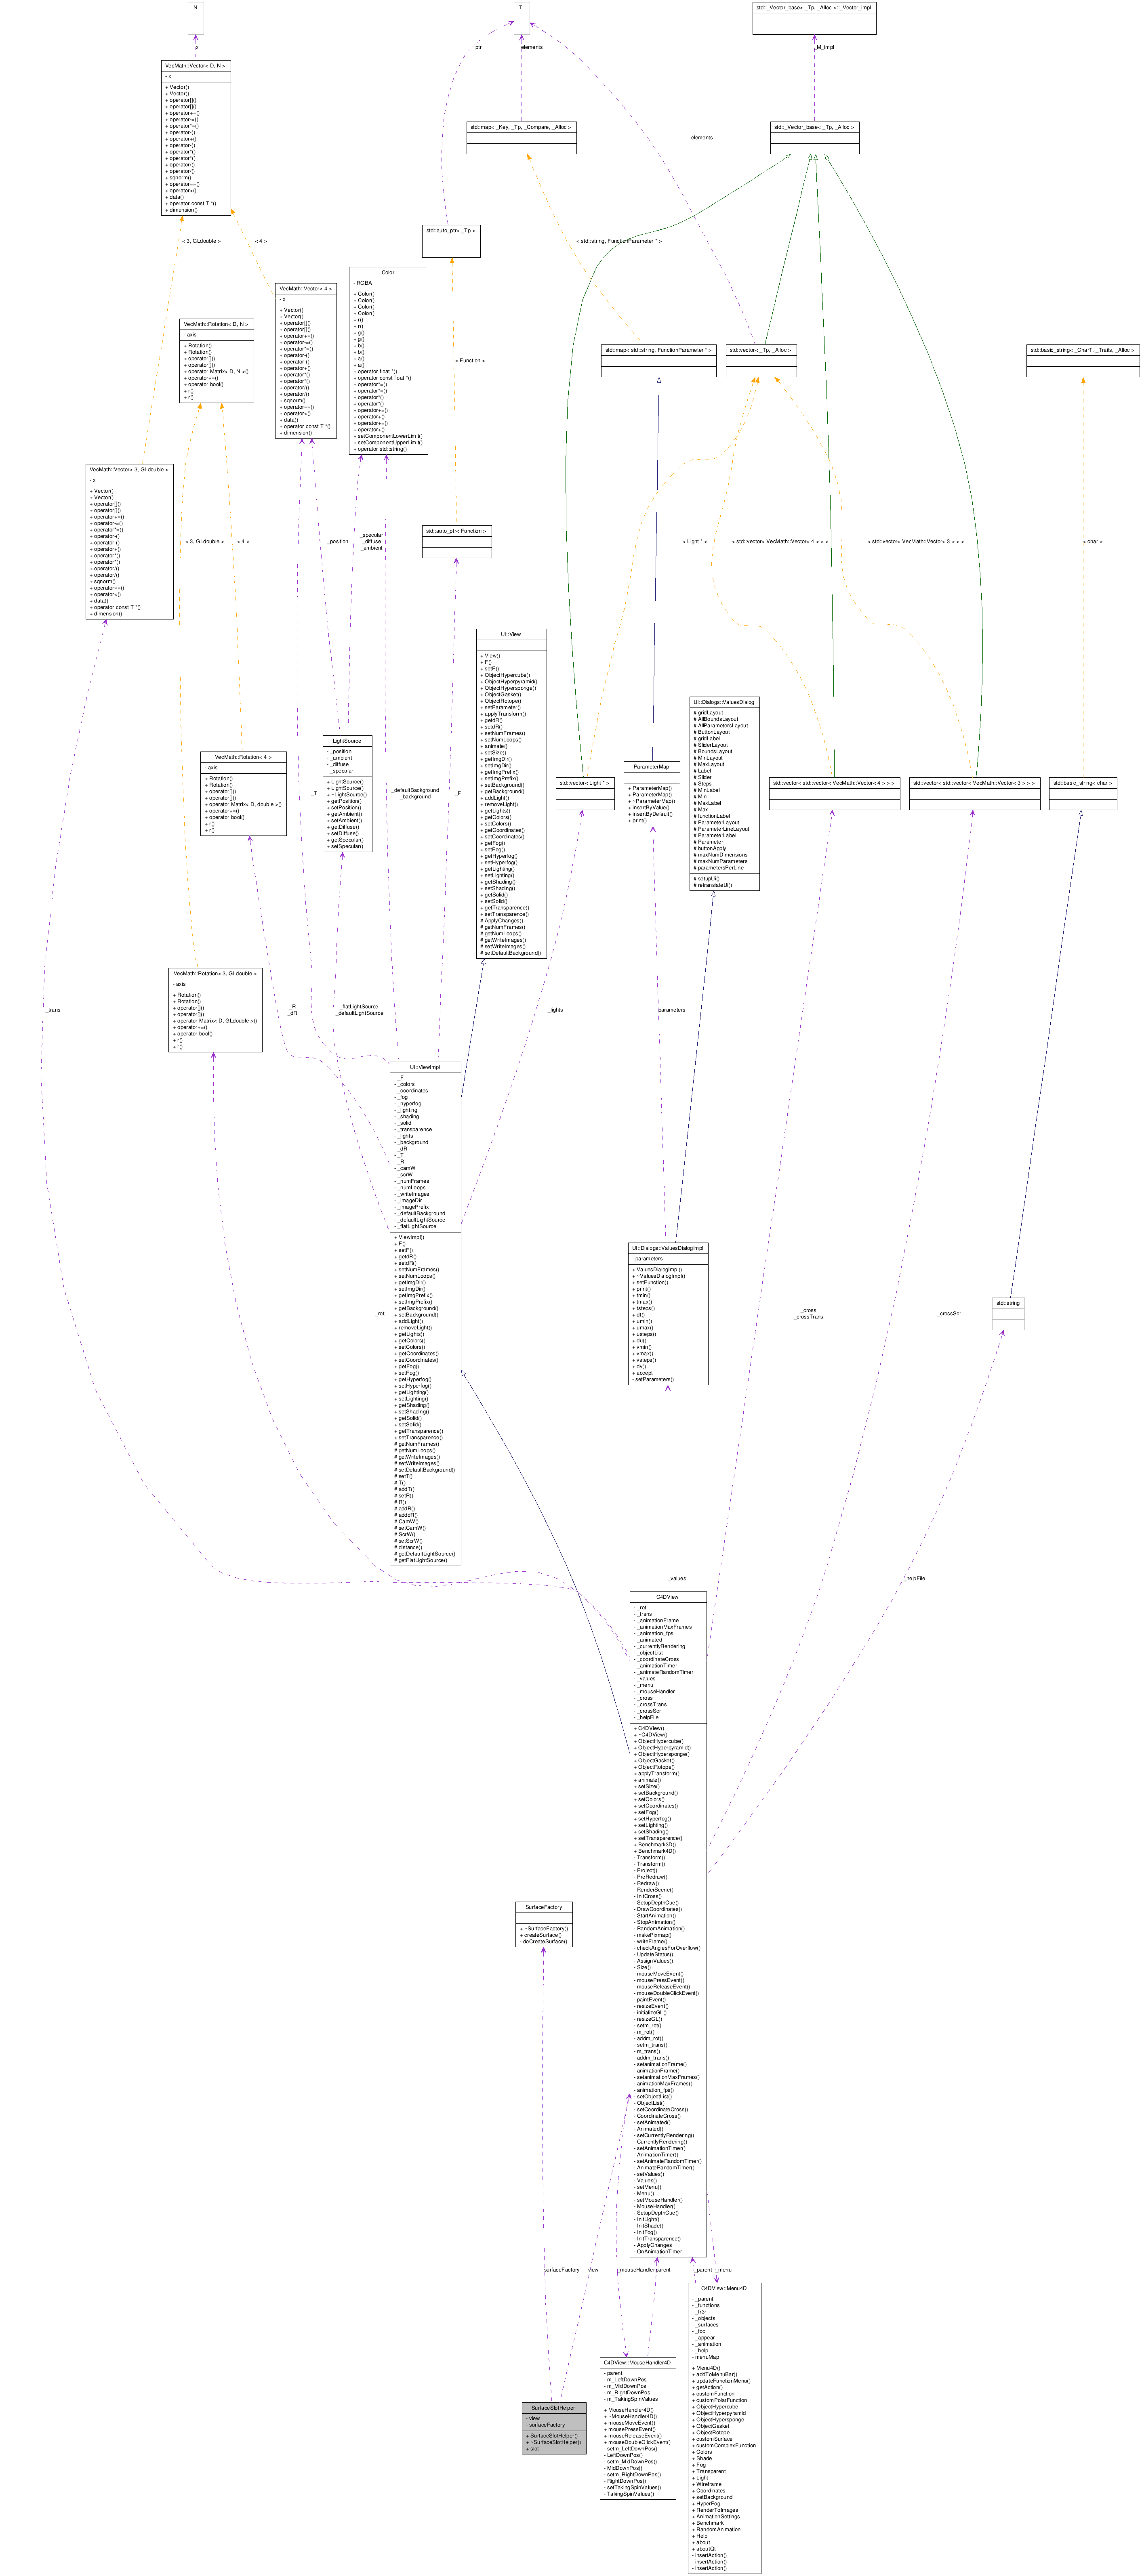 N
T
std::_Vector_base< _Tp, _Alloc >::_Vector_impl
x
ptr
elements
_M_impl
VecMath::Vector< D, N >
- x
+ Vector()
+ Vector()
+ operator[]()
+ operator[]()
+ operator+=()
+ operator-=()
+ operator*=()
+ operator-()
+ operator+()
+ operator-()
+ operator*()
+ operator*()
+ operator/()
+ operator/()
+ sqnorm()
+ operator==()
+ operator<()
+ data()
+ operator const T *()
+ dimension()
std::map< _Key, _Tp, _Compare, _Alloc >
std::_Vector_base< _Tp, _Alloc >
elements
< 3, GLdouble >
< 4 >
std::auto_ptr< _Tp >
< std::string, FunctionParameter * >
VecMath::Vector< 4 >
- x
+ Vector()
+ Vector()
+ operator[]()
+ operator[]()
+ operator+=()
+ operator-=()
+ operator*=()
+ operator-()
+ operator-()
+ operator+()
+ operator*()
+ operator*()
+ operator/()
+ operator/()
+ sqnorm()
+ operator==()
+ operator<()
+ data()
+ operator const T *()
+ dimension()
Color
- RGBA
+ Color()
+ Color()
+ Color()
+ Color()
+ r()
+ r()
+ g()
+ g()
+ b()
+ b()
+ a()
+ a()
+ operator float *()
+ operator const float *()
+ operator*=()
+ operator*=()
+ operator*()
+ operator*()
+ operator+=()
+ operator+()
+ operator+=()
+ operator+()
+ setComponentLowerLimit()
+ setComponentUpperLimit()
+ operator std::string()
VecMath::Rotation< D, N >
- axis
+ Rotation()
+ Rotation()
+ operator[]()
+ operator[]()
+ operator Matrix< D, N >()
+ operator+=()
+ operator bool()
+ r()
+ r()
< Function >
std::map< std::string, FunctionParameter * >
std::vector< _Tp, _Alloc >
std::basic_string< _CharT, _Traits, _Alloc >
VecMath::Vector< 3, GLdouble >
- x
+ Vector()
+ Vector()
+ operator[]()
+ operator[]()
+ operator+=()
+ operator-=()
+ operator*=()
+ operator-()
+ operator-()
+ operator+()
+ operator*()
+ operator*()
+ operator/()
+ operator/()
+ sqnorm()
+ operator==()
+ operator<()
+ data()
+ operator const T *()
+ dimension()
< 3, GLdouble >
< 4 >
_position
_specular
_diffuse
_ambient
std::auto_ptr< Function >
< Light * >
< std::vector< VecMath::Vector< 4 > > >
< std::vector< VecMath::Vector< 3 > > >
< char >
UI::View
+ View()
+ F()
+ setF()
+ ObjectHypercube()
+ ObjectHyperpyramid()
+ ObjectHypersponge()
+ ObjectGasket()
+ ObjectRotope()
+ setParameter()
+ applyTransform()
+ getdR()
+ setdR()
+ setNumFrames()
+ setNumLoops()
+ animate()
+ setSize()
+ getImgDir()
+ setImgDir()
+ getImgPrefix()
+ setImgPrefix()
+ setBackground()
+ getBackground()
+ addLight()
+ removeLight()
+ getLights()
+ getColors()
+ setColors()
+ getCoordinates()
+ setCoordinates()
+ getFog()
+ setFog()
+ getHyperfog()
+ setHyperfog()
+ getLighting()
+ setLighting()
+ getShading()
+ setShading()
+ getSolid()
+ setSolid()
+ getTransparence()
+ setTransparence()
# ApplyChanges()
# getNumFrames()
# getNumLoops()
# getWriteImages()
# setWriteImages()
# setDefaultBackground()
UI::Dialogs::ValuesDialog
# gridLayout
# AllBoundsLayout
# AllParametersLayout
# ButtonLayout
# gridLabel
# SliderLayout
# BoundsLayout
# MinLayout
# MaxLayout
# Label
# Slider
# Steps
# MinLabel
# Min
# MaxLabel
# Max
# functionLabel
# ParameterLayout
# ParameterLineLayout
# ParameterLabel
# Parameter
# buttonApply
# maxNumDimensions
# maxNumParameters
# parametersPerLine
# setupUi()
# retranslateUi()
LightSource
- _position
- _ambient
- _diffuse
- _specular
+ LightSource()
+ LightSource()
+ ~LightSource()
+ getPosition()
+ setPosition()
+ getAmbient()
+ setAmbient()
+ getDiffuse()
+ setDiffuse()
+ getSpecular()
+ setSpecular()
VecMath::Rotation< 4 >
- axis
+ Rotation()
+ Rotation()
+ operator[]()
+ operator[]()
+ operator Matrix< D, double >()
+ operator+=()
+ operator bool()
+ r()
+ r()
_T
_defaultBackground
_background
_F
std::vector< Light * >
ParameterMap
+ ParameterMap()
+ ParameterMap()
+ ~ParameterMap()
+ insertByValue()
+ insertByDefault()
+ print()
std::vector< std::vector< VecMath::Vector< 4 > > >
std::vector< std::vector< VecMath::Vector< 3 > > >
std::basic_string< char >
VecMath::Rotation< 3, GLdouble >
- axis
+ Rotation()
+ Rotation()
+ operator[]()
+ operator[]()
+ operator Matrix< D, GLdouble >()
+ operator+=()
+ operator bool()
+ r()
+ r()
_trans
_R
_dR
_flatLightSource
_defaultLightSource
_lights
parameters
UI::ViewImpl
- _F
- _colors
- _coordinates
- _fog
- _hyperfog
- _lighting
- _shading
- _solid
- _transparence
- _lights
- _background
- _dR
- _T
- _R
- _camW
- _scrW
- _numFrames
- _numLoops
- _writeImages
- _imageDir
- _imagePrefix
- _defaultBackground
- _defaultLightSource
- _flatLightSource
+ ViewImpl()
+ F()
+ setF()
+ getdR()
+ setdR()
+ setNumFrames()
+ setNumLoops()
+ getImgDir()
+ setImgDir()
+ getImgPrefix()
+ setImgPrefix()
+ getBackground()
+ setBackground()
+ addLight()
+ removeLight()
+ getLights()
+ getColors()
+ setColors()
+ getCoordinates()
+ setCoordinates()
+ getFog()
+ setFog()
+ getHyperfog()
+ setHyperfog()
+ getLighting()
+ setLighting()
+ getShading()
+ setShading()
+ getSolid()
+ setSolid()
+ getTransparence()
+ setTransparence()
# getNumFrames()
# getNumLoops()
# getWriteImages()
# setWriteImages()
# setDefaultBackground()
# setT()
# T()
# addT()
# setR()
# R()
# addR()
# adddR()
# CamW()
# setCamW()
# ScrW()
# setScrW()
# distance()
# getDefaultLightSource()
# getFlatLightSource()
UI::Dialogs::ValuesDialogImpl
- parameters
+ ValuesDialogImpl()
+ ~ValuesDialogImpl()
+ setFunction()
+ print()
+ tmin()
+ tmax()
+ tsteps()
+ dt()
+ umin()
+ umax()
+ usteps()
+ du()
+ vmin()
+ vmax()
+ vsteps()
+ dv()
+ accept
- setParameters()
_rot
_cross
_crossTrans
_crossScr
std::string
_values
_helpFile
C4DView
- _rot
- _trans
- _animationFrame
- _animationMaxFrames
- _animation_fps
- _animated
- _currentlyRendering
- _objectList
- _coordinateCross
- _animationTimer
- _animateRandomTimer
- _values
- _menu
- _mouseHandler
- _cross
- _crossTrans
- _crossScr
- _helpFile
+ C4DView()
+ ~C4DView()
+ ObjectHypercube()
+ ObjectHyperpyramid()
+ ObjectHypersponge()
+ ObjectGasket()
+ ObjectRotope()
+ applyTransform()
+ animate()
+ setSize()
+ setBackground()
+ setColors()
+ setCoordinates()
+ setFog()
+ setHyperfog()
+ setLighting()
+ setShading()
+ setTransparence()
+ Benchmark3D()
+ Benchmark4D()
- Transform()
- Transform()
- Project()
- PreRedraw()
- Redraw()
- RenderScene()
- InitCross()
- SetupDepthCue()
- DrawCoordinates()
- StartAnimation()
- StopAnimation()
- RandomAnimation()
- makePixmap()
- writeFrame()
- checkAnglesForOverflow()
- UpdateStatus()
- AssignValues()
- Size()
- mouseMoveEvent()
- mousePressEvent()
- mouseReleaseEvent()
- mouseDoubleClickEvent()
- paintEvent()
- resizeEvent()
- initializeGL()
- resizeGL()
- setm_rot()
- m_rot()
- addm_rot()
- setm_trans()
- m_trans()
- addm_trans()
- setanimationFrame()
- animationFrame()
- setanimationMaxFrames()
- animationMaxFrames()
- animation_fps()
- setObjectList()
- ObjectList()
- setCoordinateCross()
- CoordinateCross()
- setAnimated()
- Animated()
- setCurrentlyRendering()
- CurrentlyRendering()
- setAnimationTimer()
- AnimationTimer()
- setAnimateRandomTimer()
- AnimateRandomTimer()
- setValues()
- Values()
- setMenu()
- Menu()
- setMouseHandler()
- MouseHandler()
- SetupDepthCue()
- InitLight()
- InitShade()
- InitFog()
- InitTransparence()
- ApplyChanges
- OnAnimationTimer
SurfaceFactory
+ ~SurfaceFactory()
+ createSurface()
- doCreateSurface()
surfaceFactory
view
_mouseHandler
parent
_parent
_menu
SurfaceSlotHelper
- view
- surfaceFactory
+ SurfaceSlotHelper()
+ ~SurfaceSlotHelper()
+ slot
C4DView::MouseHandler4D
- parent
- m_LeftDownPos
- m_MidDownPos
- m_RightDownPos
- m_TakingSpinValues
+ MouseHandler4D()
+ ~MouseHandler4D()
+ mouseMoveEvent()
+ mousePressEvent()
+ mouseReleaseEvent()
+ mouseDoubleClickEvent()
- setm_LeftDownPos()
- LeftDownPos()
- setm_MidDownPos()
- MidDownPos()
- setm_RightDownPos()
- RightDownPos()
- setTakingSpinValues()
- TakingSpinValues()
C4DView::Menu4D
- _parent
- _functions
- _fr3r
- _objects
- _surfaces
- _fcc
- _appear
- _animation
- _help
- menuMap
+ Menu4D()
+ addToMenuBar()
+ updateFunctionMenu()
+ getAction()
+ customFunction
+ customPolarFunction
+ ObjectHypercube
+ ObjectHyperpyramid
+ ObjectHypersponge
+ ObjectGasket
+ ObjectRotope
+ customSurface
+ customComplexFunction
+ Colors
+ Shade
+ Fog
+ Transparent
+ Light
+ Wireframe
+ Coordinates
+ setBackground
+ HyperFog
+ RenderToImages
+ AnimationSettings
+ Benchmark
+ RandomAnimation
+ Help
+ about
+ aboutQt
- insertAction()
- insertAction()
- insertAction()